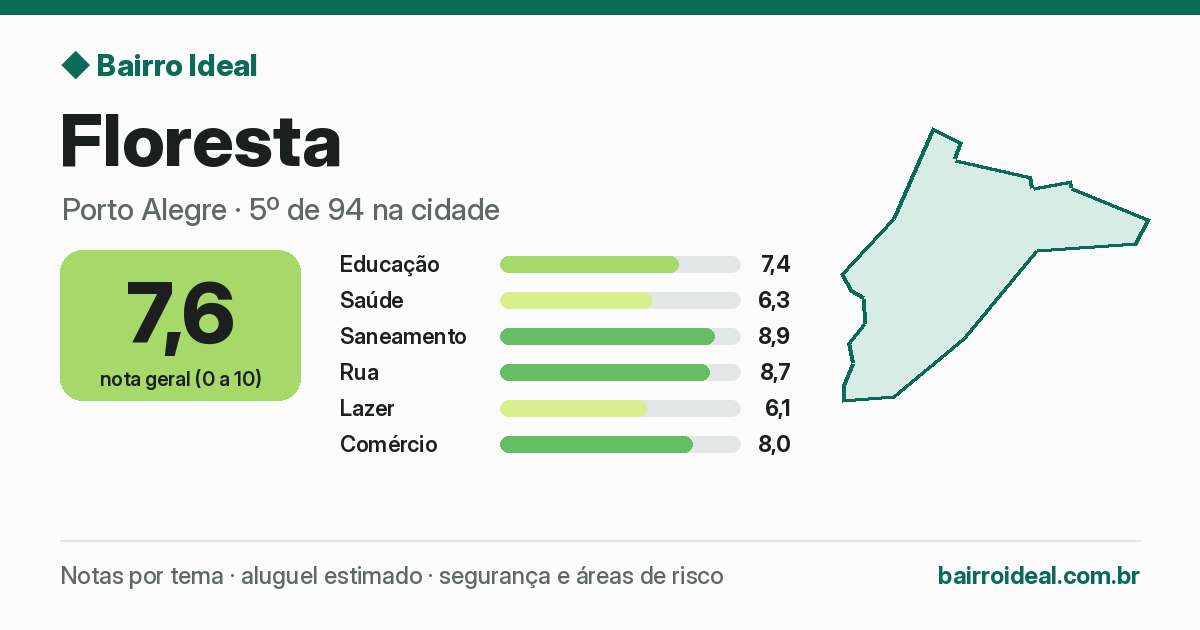 Bairro Ideal
Floresta
Porto Alegre · 5º de 94 na cidade
7,6
nota geral (0 a 10)
Educação 7,4
Saúde 6,3
Saneamento 8,9
Rua 8,7
Lazer 6,1
Comércio 8,0
Notas por tema · aluguel estimado · segurança e áreas de risco
bairroideal.com.br